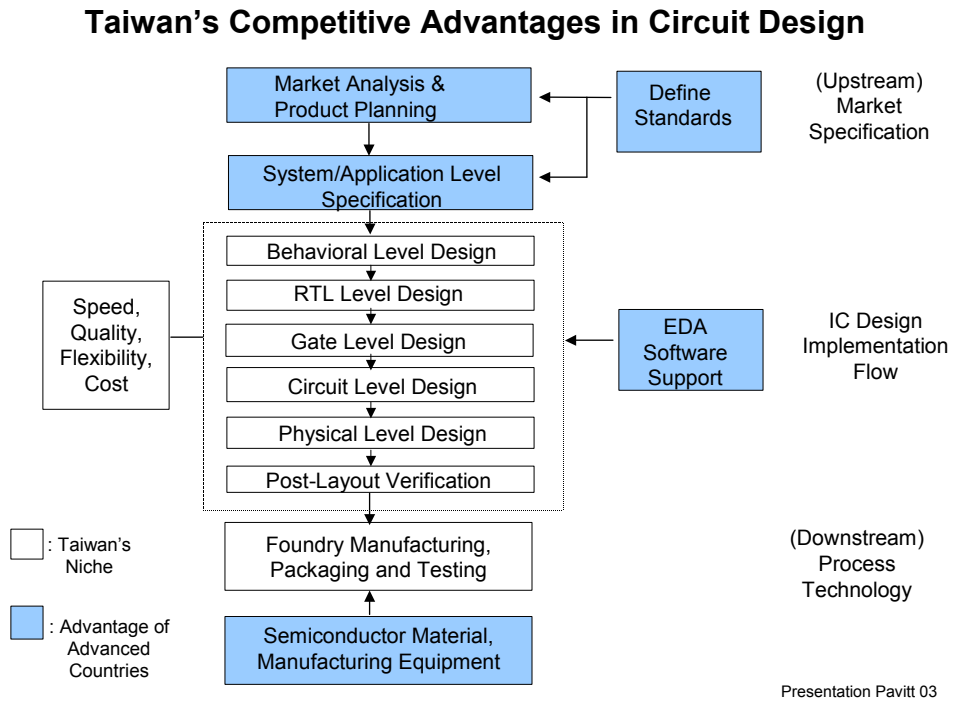 Taiwan's Competitive Advantages in Circuit Design
Market Analysis &
Product Planning
Define
Standards
(Upstream)
Market
Specification
System/Application Level
Specification
Behavioral Level Design
RTL Level Design
Gate Level Design
Circuit Level Design
Physical Level Design
Post-Layout Verification
Speed,
Quality,
Flexibility,
Cost
EDA
Software
Support
IC Design
Implementation
Flow
Foundry Manufacturing,
Packaging and Testing
(Downstream)
Process
Technology
: Taiwan's
Niche
: Advantage of
Advanced
Countries
Semiconductor Material,
Manufacturing Equipment
Presentation Pavitt 03